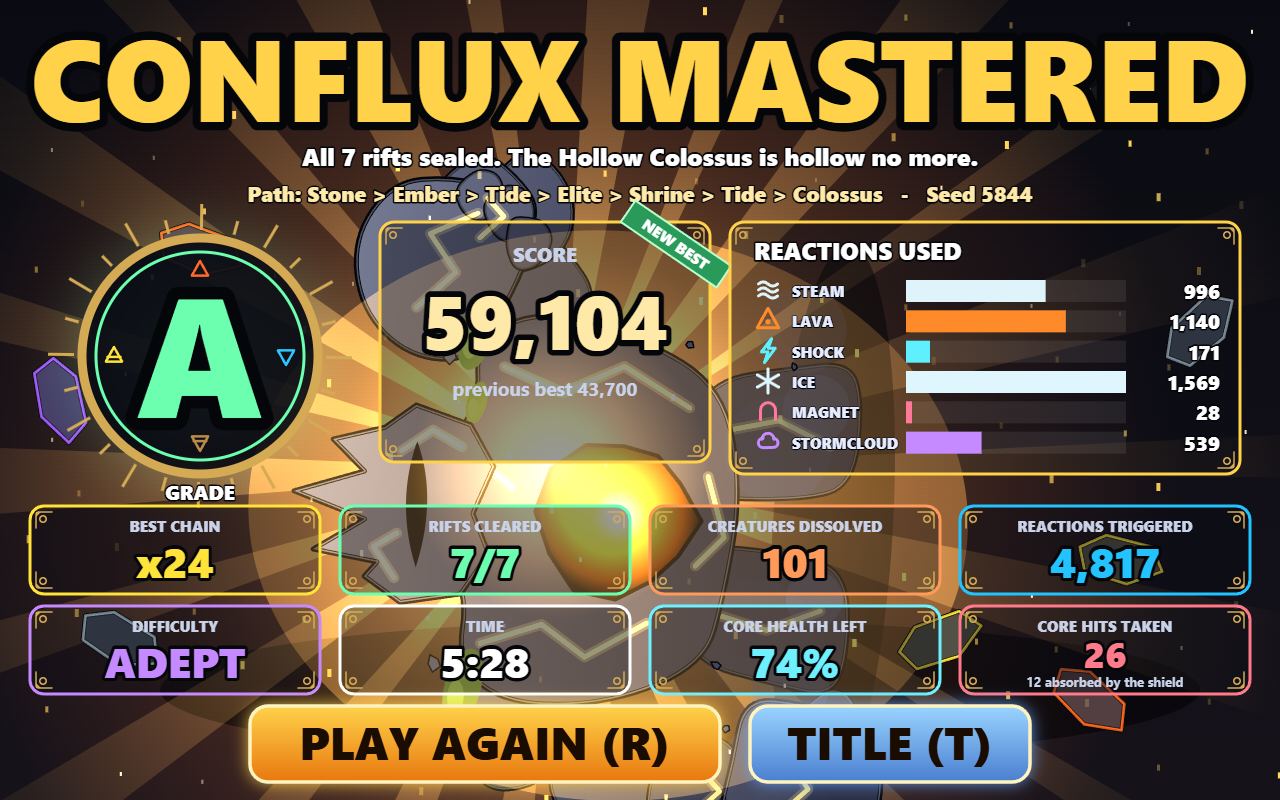 CONFLUX MASTERED
All 7 rifts sealed. The Hollow Colossus is hollow no more.
Path: Stone > Ember > Tide > Elite > Shrine > Tide > Colossus - Seed 5844
A
GRADE
SCORE
NEW BEST
59,104
previous best 43,700
REACTIONS USED
STEAM 996
LAVA 1,140
SHOCK 171
ICE 1,569
MAGNET 28
STORMCLOUD 539
BEST CHAIN
x24
RIFTS CLEARED
7/7
CREATURES DISSOLVED
101
REACTIONS TRIGGERED
4,817
DIFFICULTY
ADEPT
TIME
5:28
CORE HEALTH LEFT
74%
CORE HITS TAKEN
26
12 absorbed by the shield
PLAY AGAIN (R)
TITLE (T)